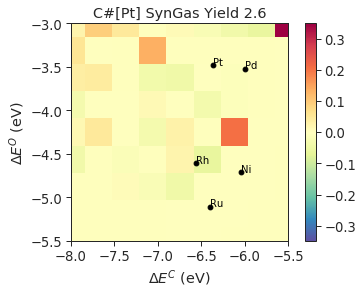 C#[Pt] SynGas Yield 2.6
−3.0
−3.5
−4.0
−4.5
−5.0
−5.5
ΔE^O (eV)
Pt
Pd
Rh
Ni
Ru
−8.0 −7.5 −7.0 −6.5 −6.0 −5.5
ΔE^C (eV)
0.3
0.2
0.1
0.0
−0.1
−0.2
−0.3